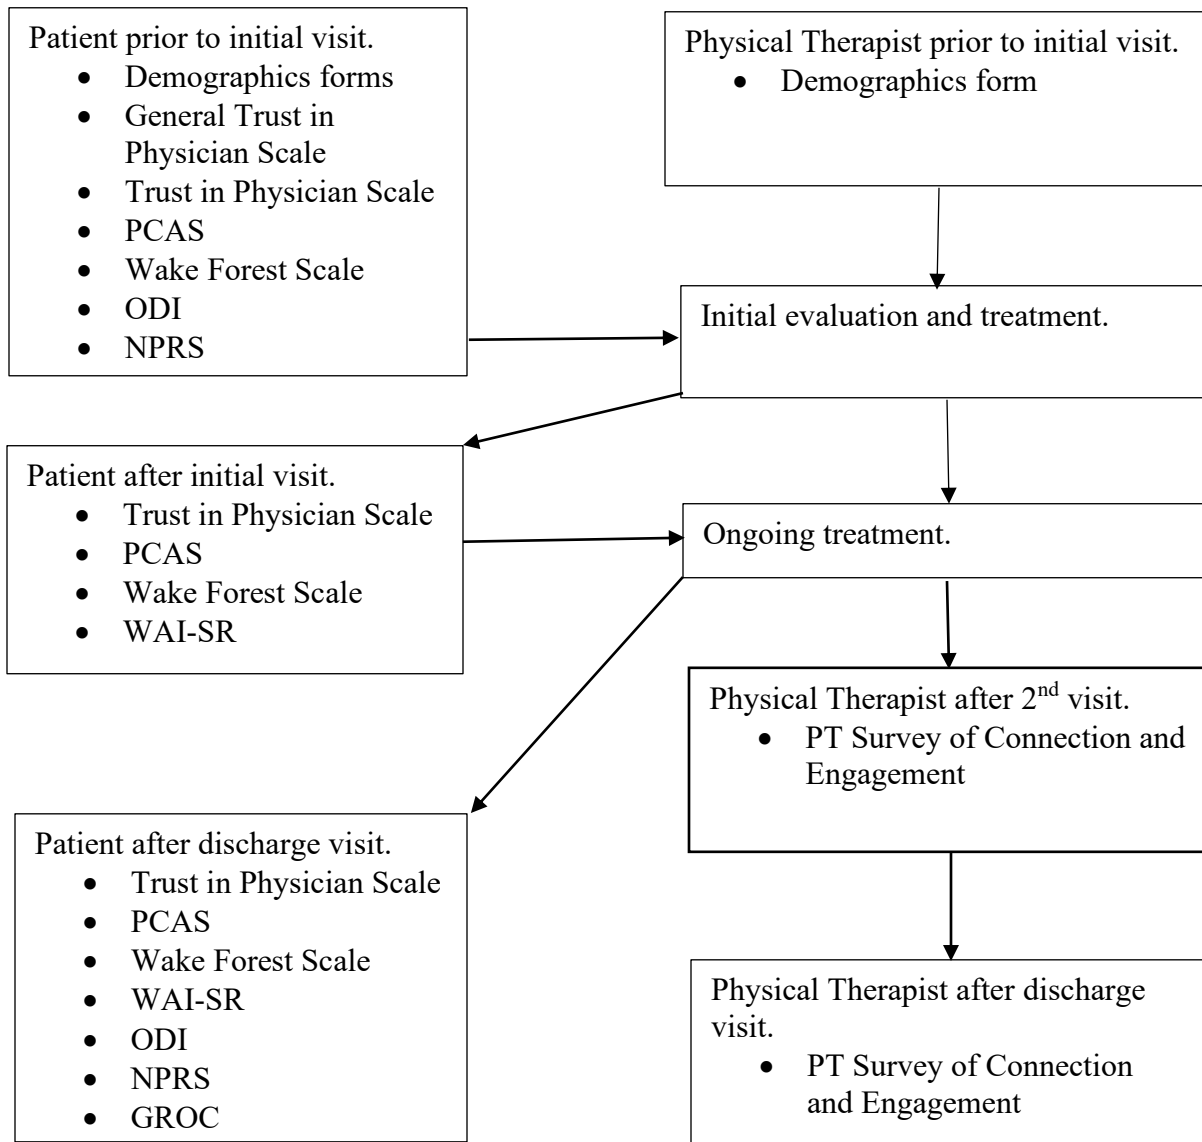 Patient prior to initial visit.
• Demographics forms
• General Trust in
Physician Scale
• Trust in Physician Scale
• PCAS
• Wake Forest Scale
• ODI
• NPRS
Physical Therapist prior to initial visit.
• Demographics form
Initial evaluation and treatment.
Patient after initial visit.
• Trust in Physician Scale
• PCAS
• Wake Forest Scale
• WAI-SR
Ongoing treatment.
Physical Therapist after 2nd visit.
• PT Survey of Connection and
Engagement
Patient after discharge visit.
• Trust in Physician Scale
• PCAS
• Wake Forest Scale
• WAI-SR
• ODI
• NPRS
• GROC
Physical Therapist after discharge
visit.
• PT Survey of Connection
and Engagement